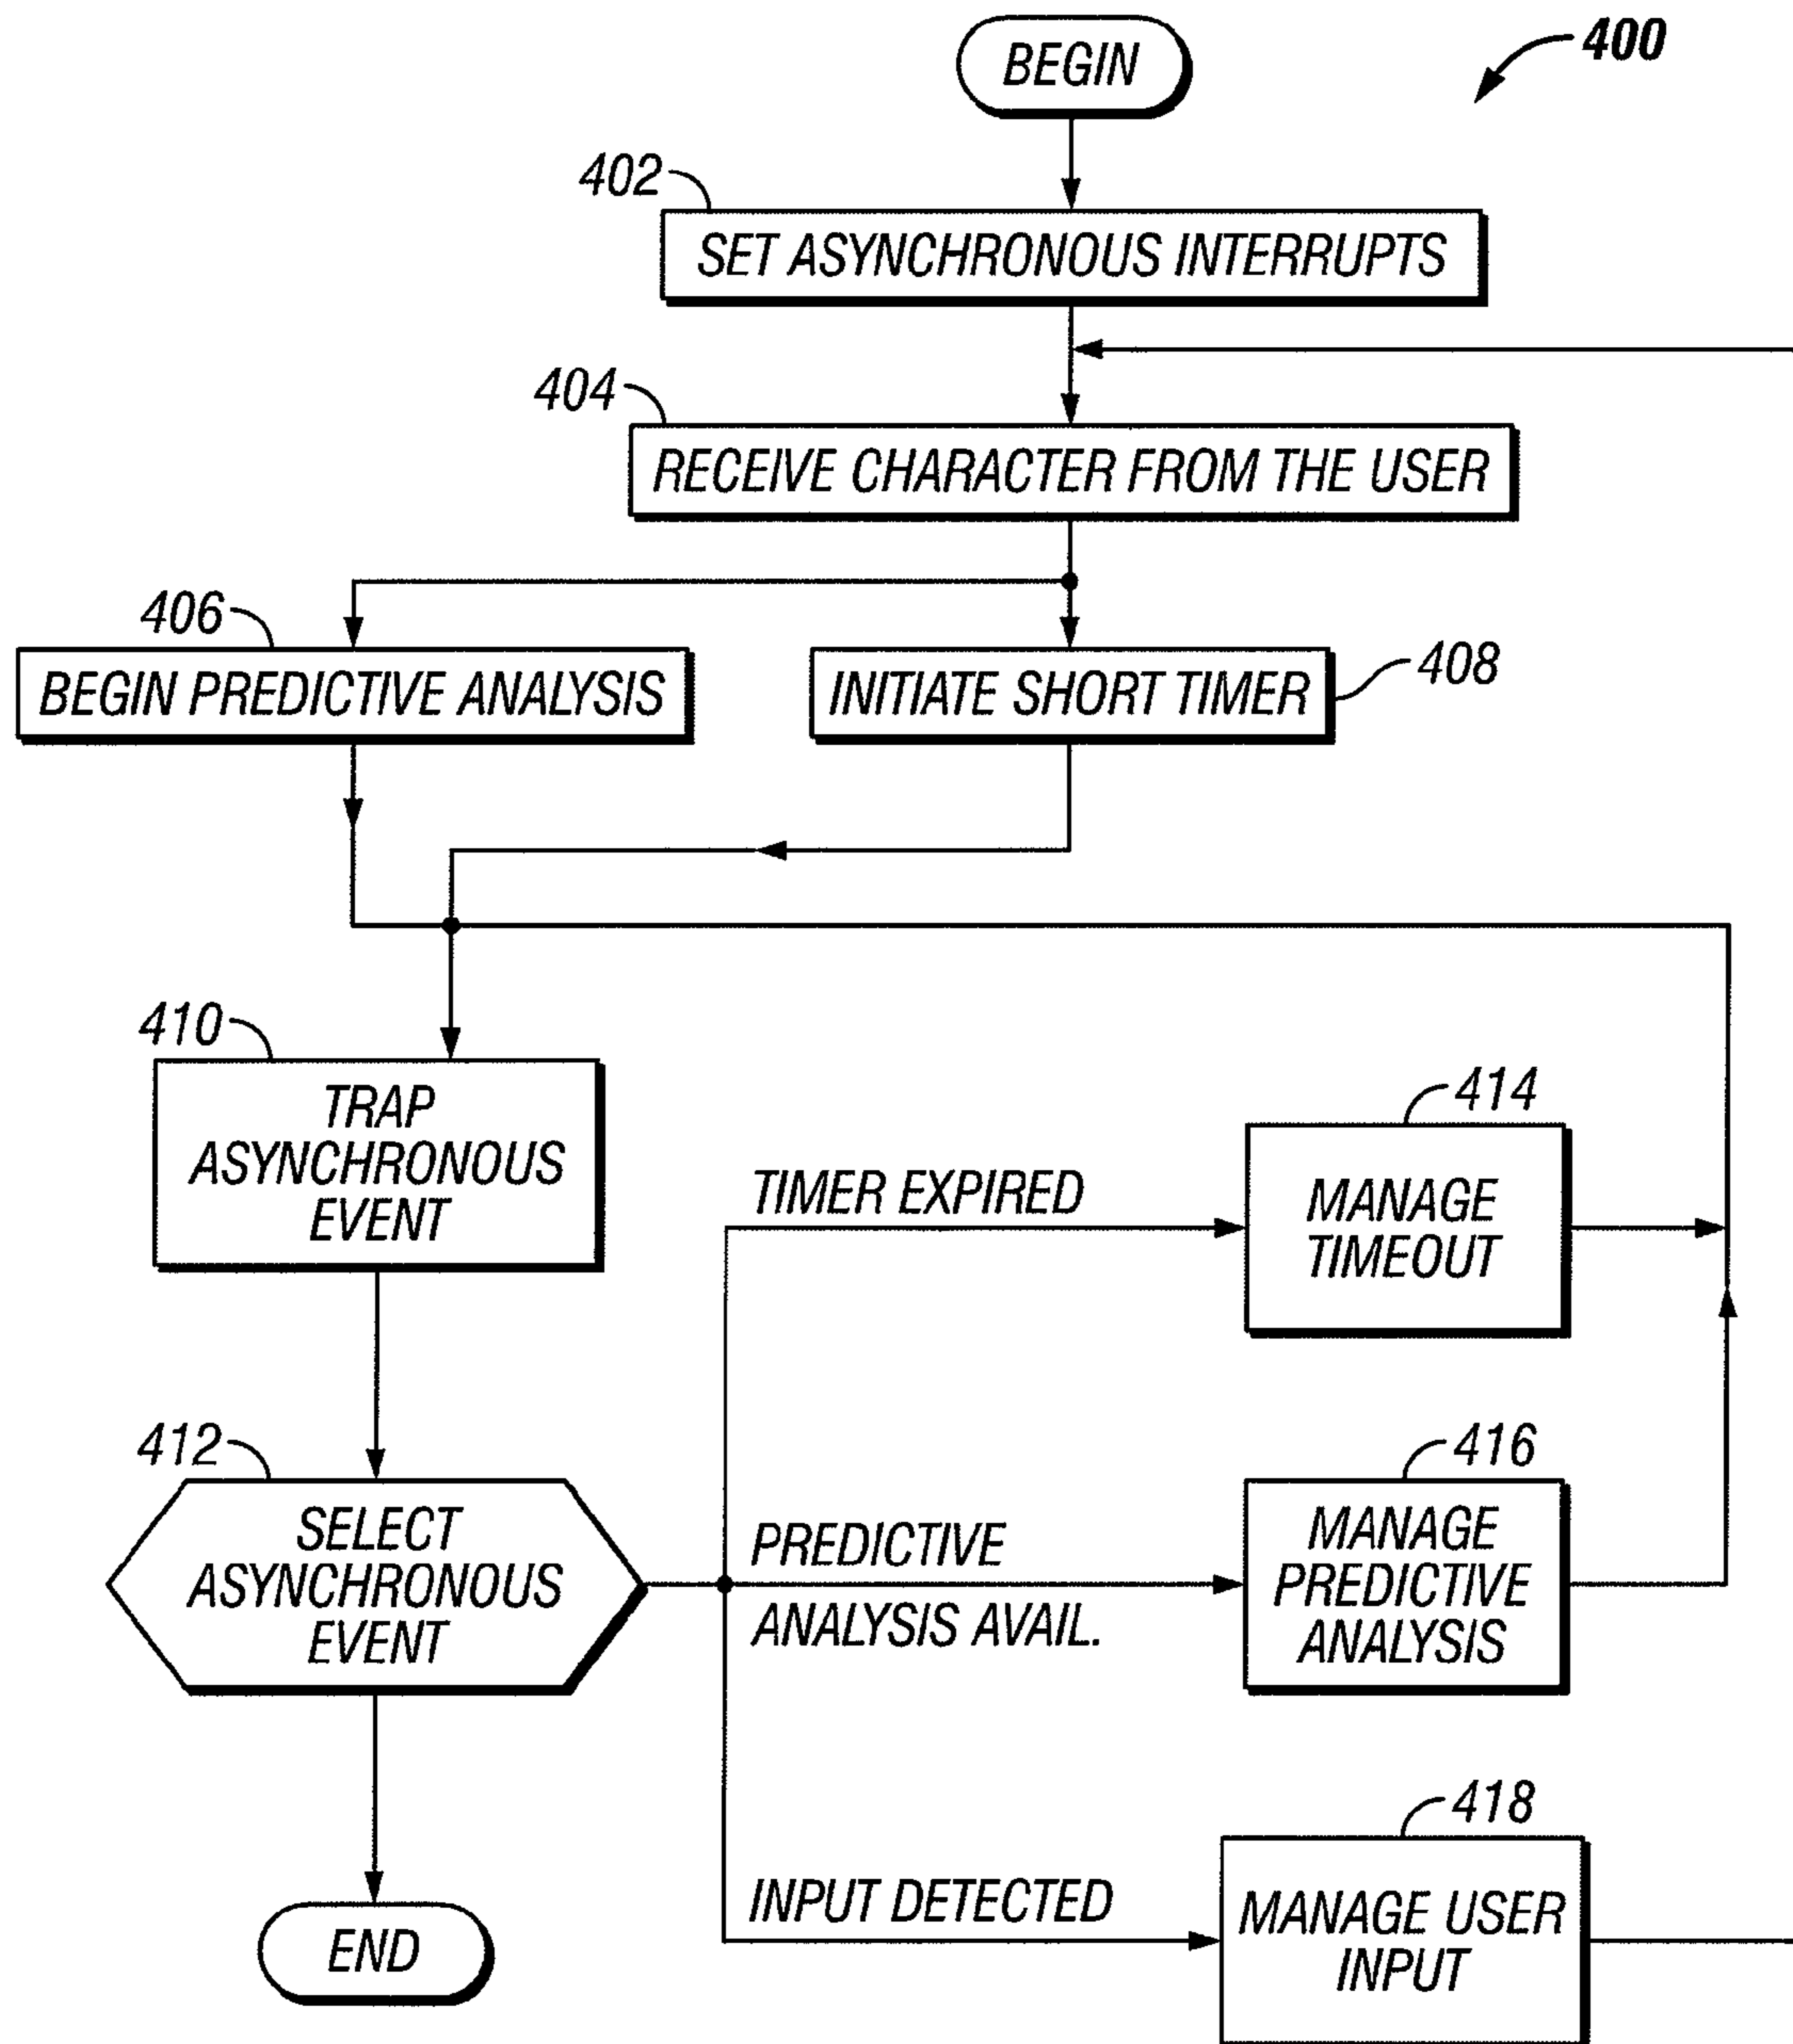 BEGIN
400
402
SET ASYNCHRONOUS INTERRUPTS
404
RECEIVE CHARACTER FROM THE USER
406
BEGIN PREDICTIVE ANALYSIS
INITIATE SHORT TIMER
408
410
TRAP
ASYNCHRONOUS
EVENT
412
SELECT
ASYNCHRONOUS
EVENT
TIMER EXPIRED
414
MANAGE
TIMEOUT
PREDICTIVE
ANALYSIS AVAIL.
416
MANAGE
PREDICTIVE
ANALYSIS
INPUT DETECTED
418
MANAGE USER
INPUT
END